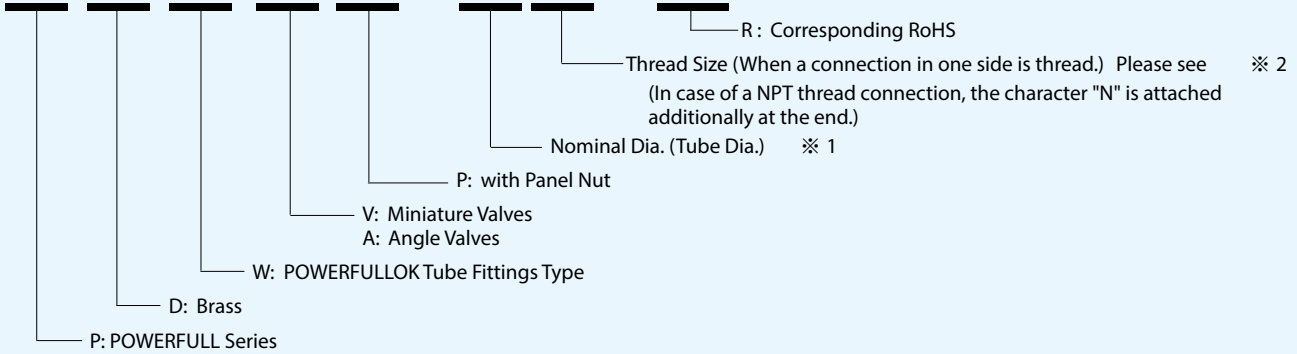 R : Corresponding RoHS
Thread Size (When a connection in one side is thread.) Please see ※ 2
(In case of a NPT thread connection, the character "N" is attached
additionally at the end.)
Nominal Dia. (Tube Dia.) ※ 1
P: with Panel Nut
V: Miniature Valves
A: Angle Valves
W: POWERFULLOK Tube Fittings Type
D: Brass
P: POWERFULL Series